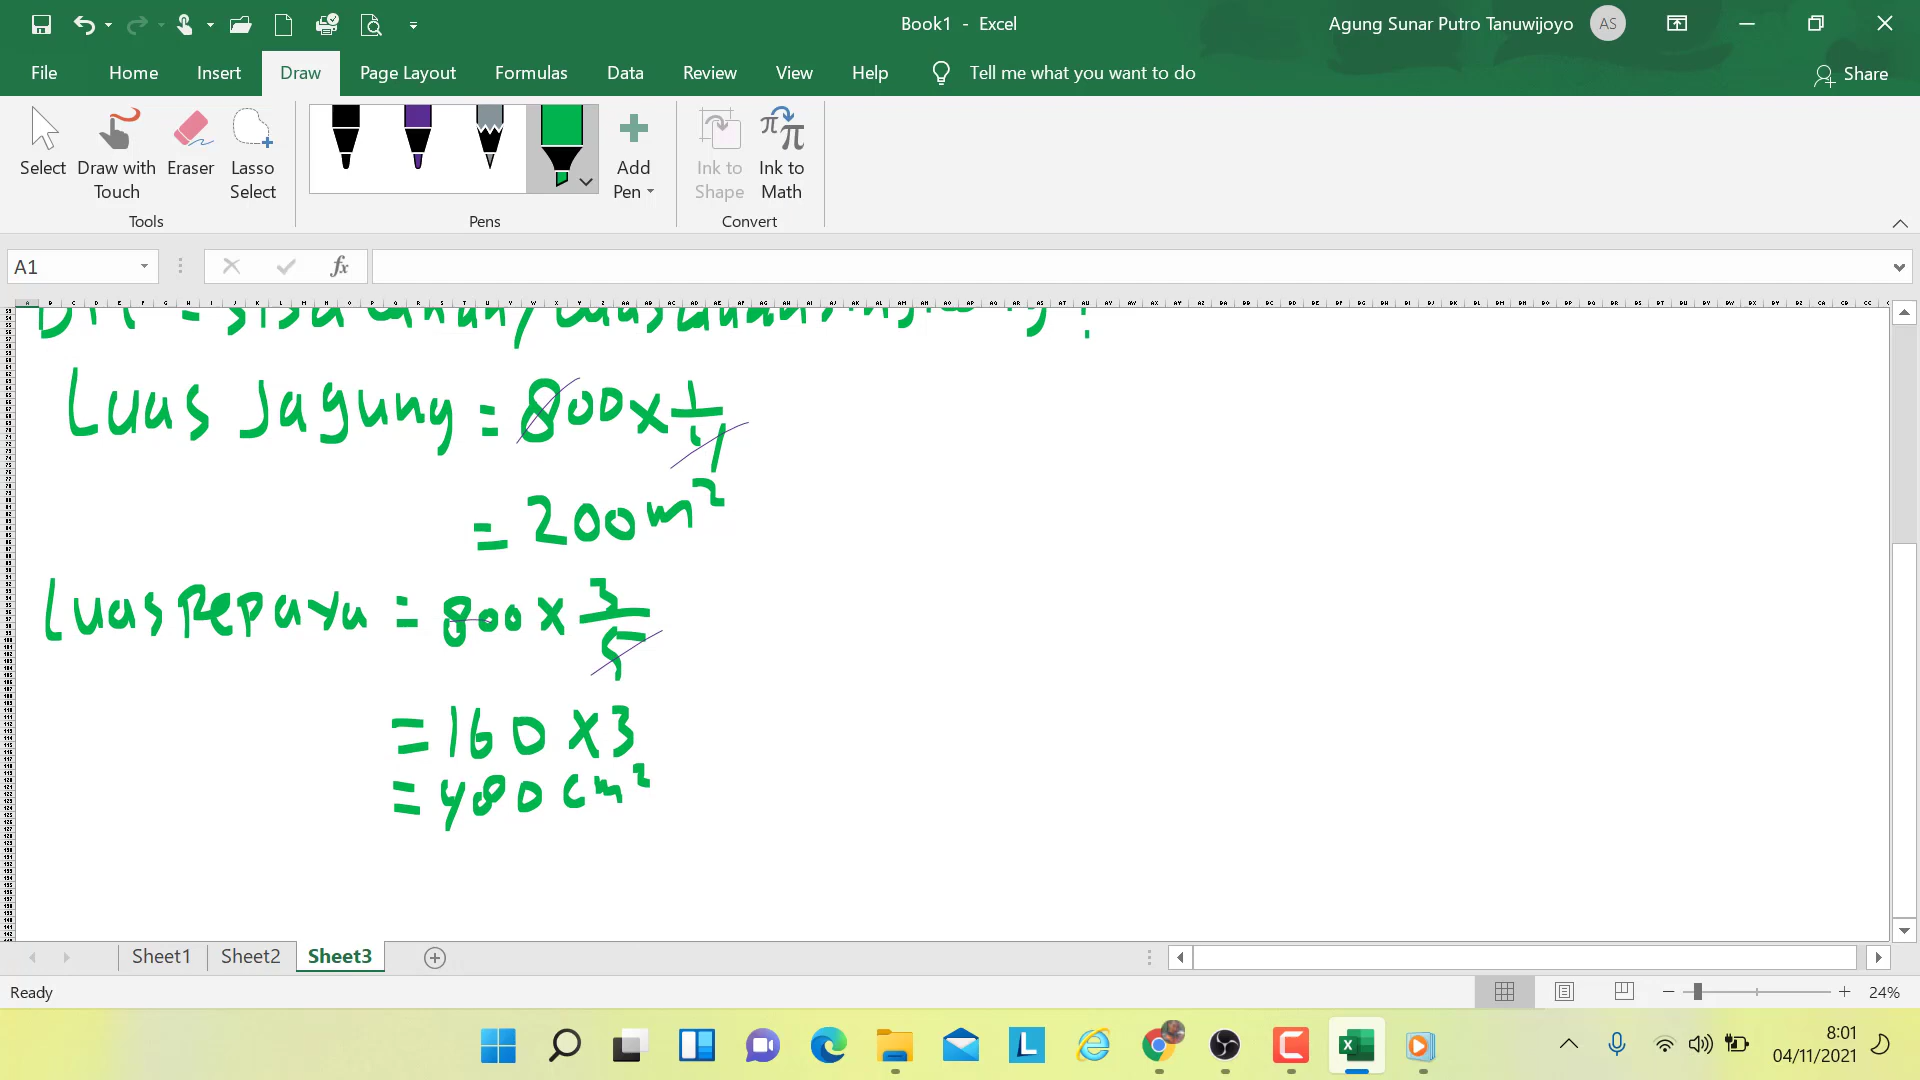 Book1 - Excel
Agung Sunar Putro Tanuwijoyo AS
File Home Insert Draw Page Layout Formulas Data Review View Help Tell me what you want to do Share
Select Draw with Touch Eraser Lasso Select Add Pen Ink to Shape Ink to Math
Tools Pens Convert
A1 fx
Luas Jagung = 800 x 1/4
= 200 m²
Luas Pepaya = 800 x 3/5
= 160 x 3
= 480 cm²
Sheet1 Sheet2 Sheet3
Ready 24%
8:01
04/11/2021